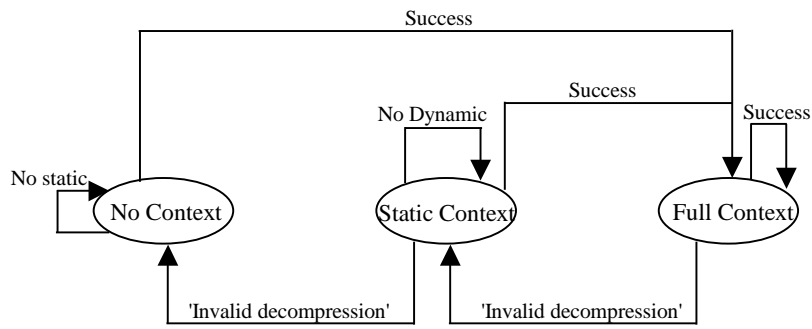 Success
Success
No Dynamic
Success
No static
No Context
Static Context
Full Context
'Invalid decompression'
'Invalid decompression'